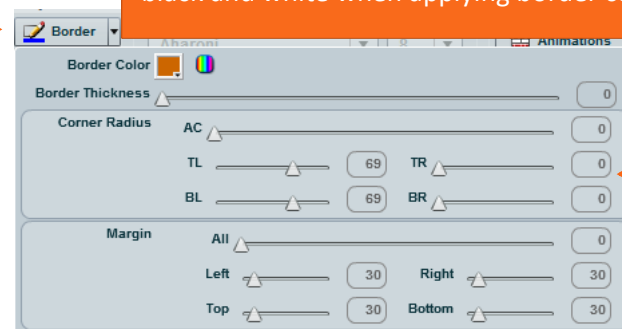 black and white when applying border
Border
Aharoni 8 Animations
Border Color
Border Thickness 0
Corner Radius AC 0
TL 69 TR 0
BL 69 BR 0
Margin All 0
Left 30 Right 30
Top 30 Bottom 30